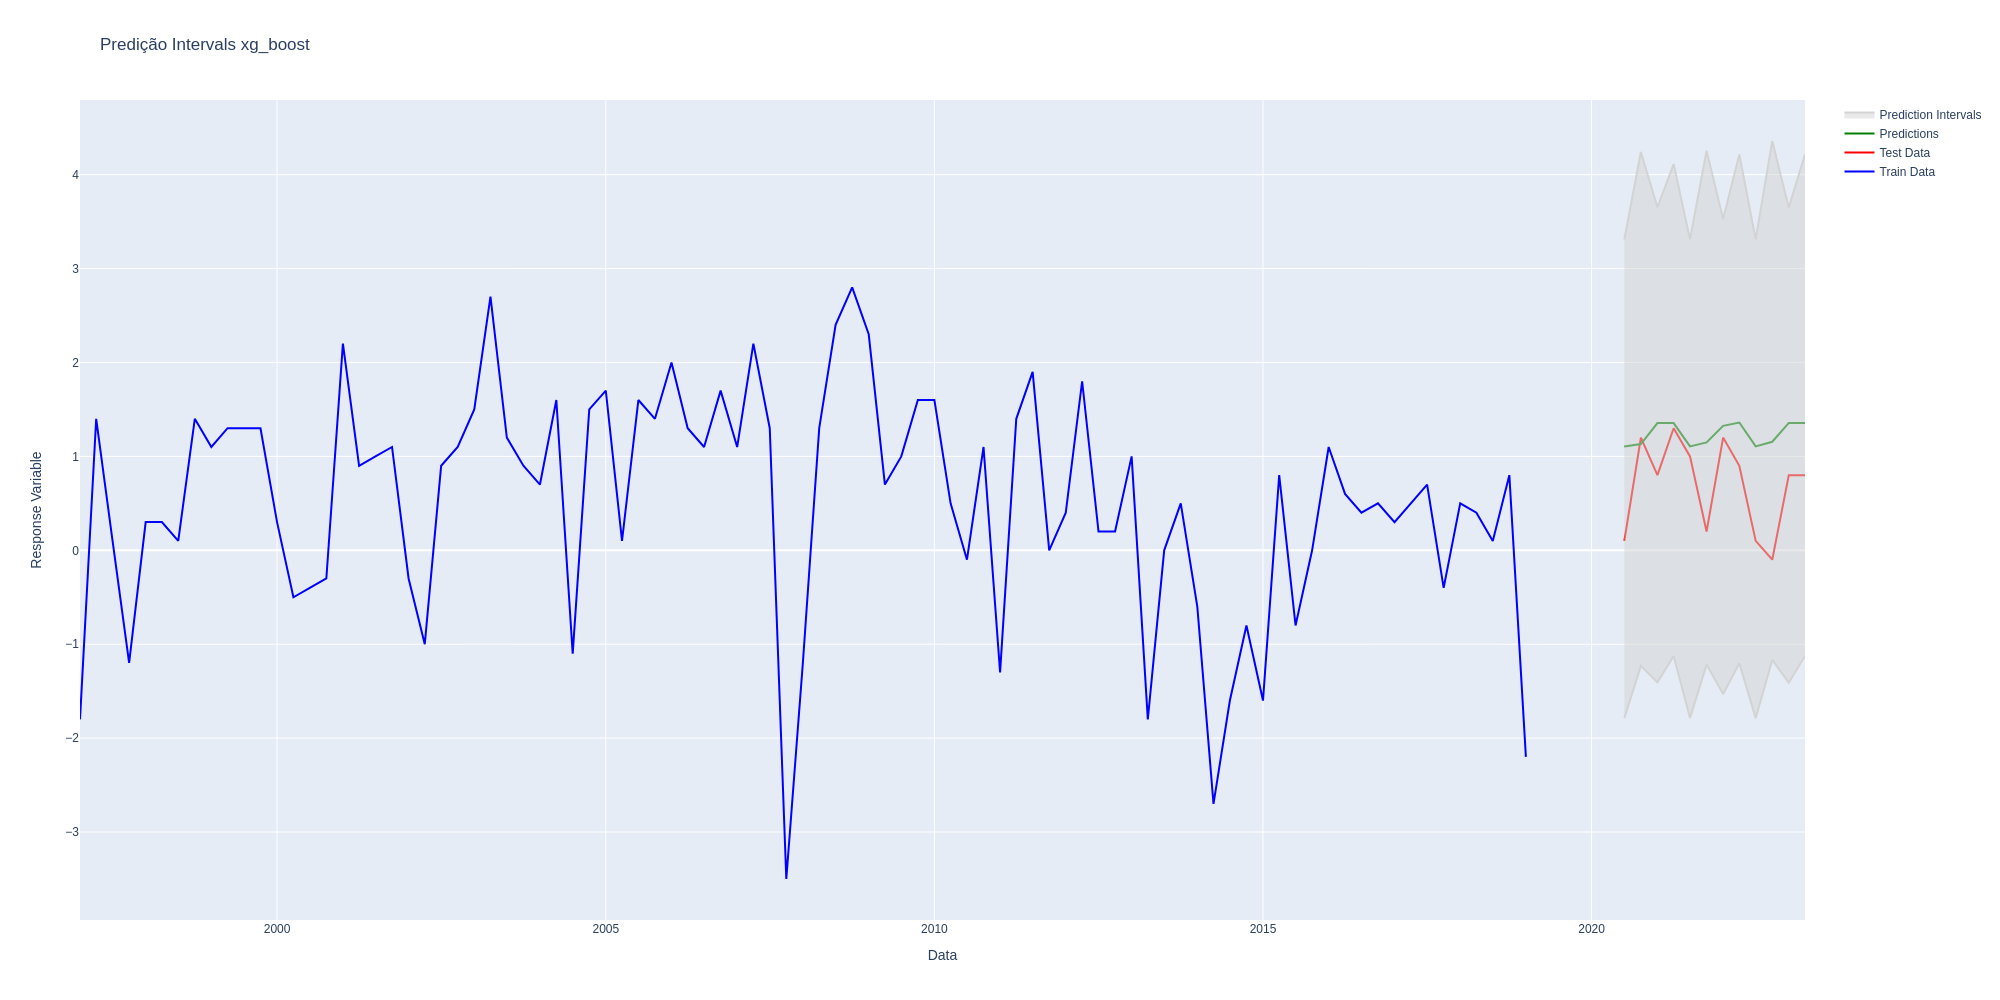 Predição Intervals xg_boost
Prediction Intervals
Predictions
Test Data
Train Data
Response Variable
4
3
2
1
0
−1
−2
−3
2000
2005
2010
2015
2020
Data